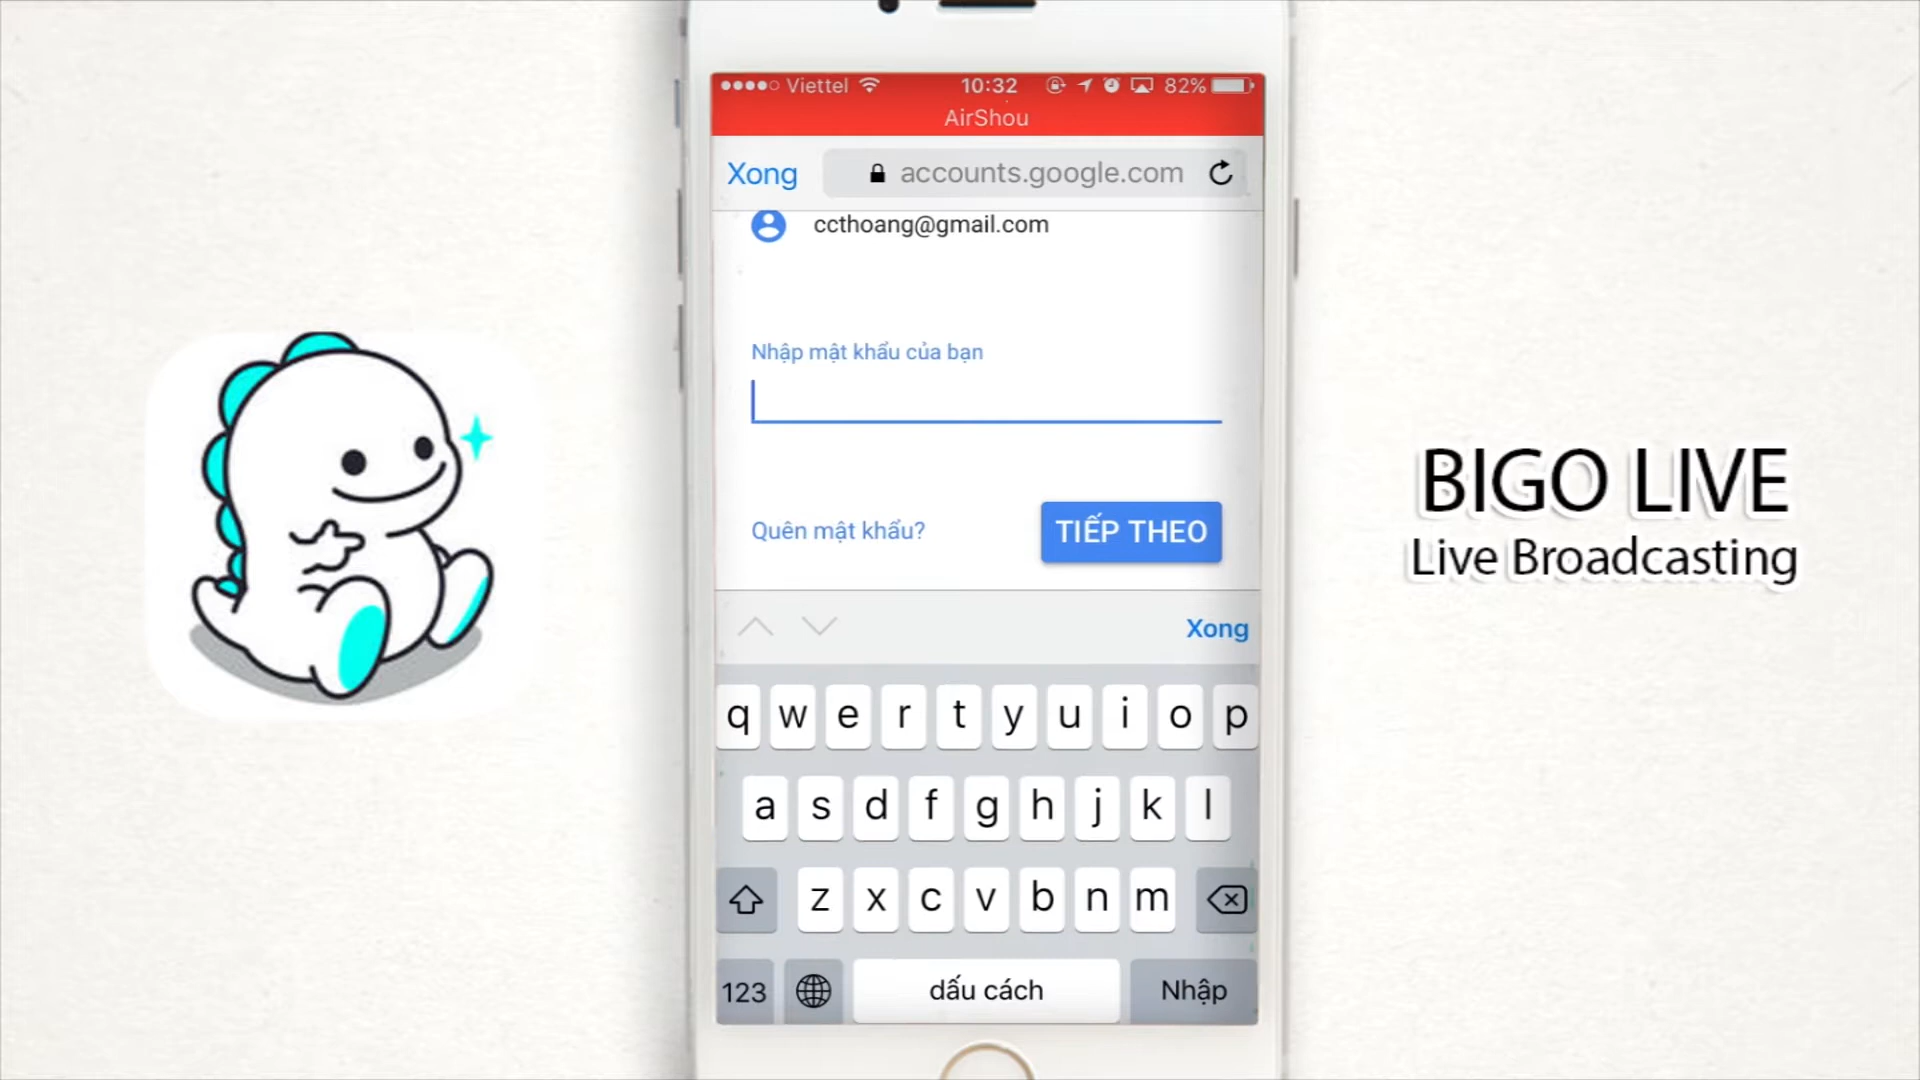 Viettel 10:32 82%
AirShou
Xong accounts.google.com
ccthoang@gmail.com
Nhập mật khẩu của bạn
Quên mật khẩu? TIẾP THEO
Xong
q w e r t y u i o p
a s d f g h j k l
z x c v b n m
123 dấu cách Nhập
BIGO LIVE
Live Broadcasting